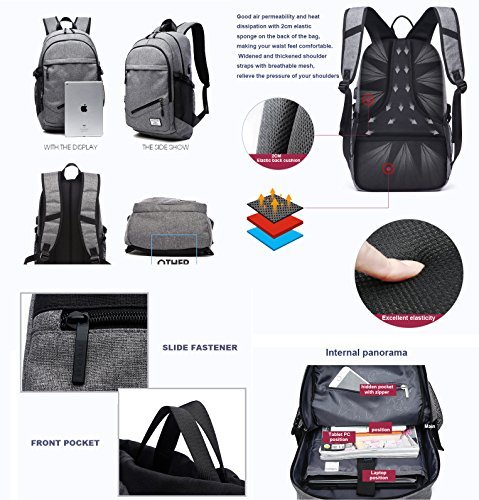 Good air permeability and heat
dissipation with 2cm elastic
sponge on the back of the bag,
making your waist feel comfortable.
Widened and thickened shoulder
straps with breathable mesh,
relieve the pressure of your shoulders
WITH THE DISPLAY
THE SIDE SHOW
2CM
Elastic back cushion
OTHER
Excellent elasticity
SLIDE FASTENER
FRONT POCKET
Internal panorama
hidden pocket
with zipper
position
Main
Tablet PC
position
Laptop
position